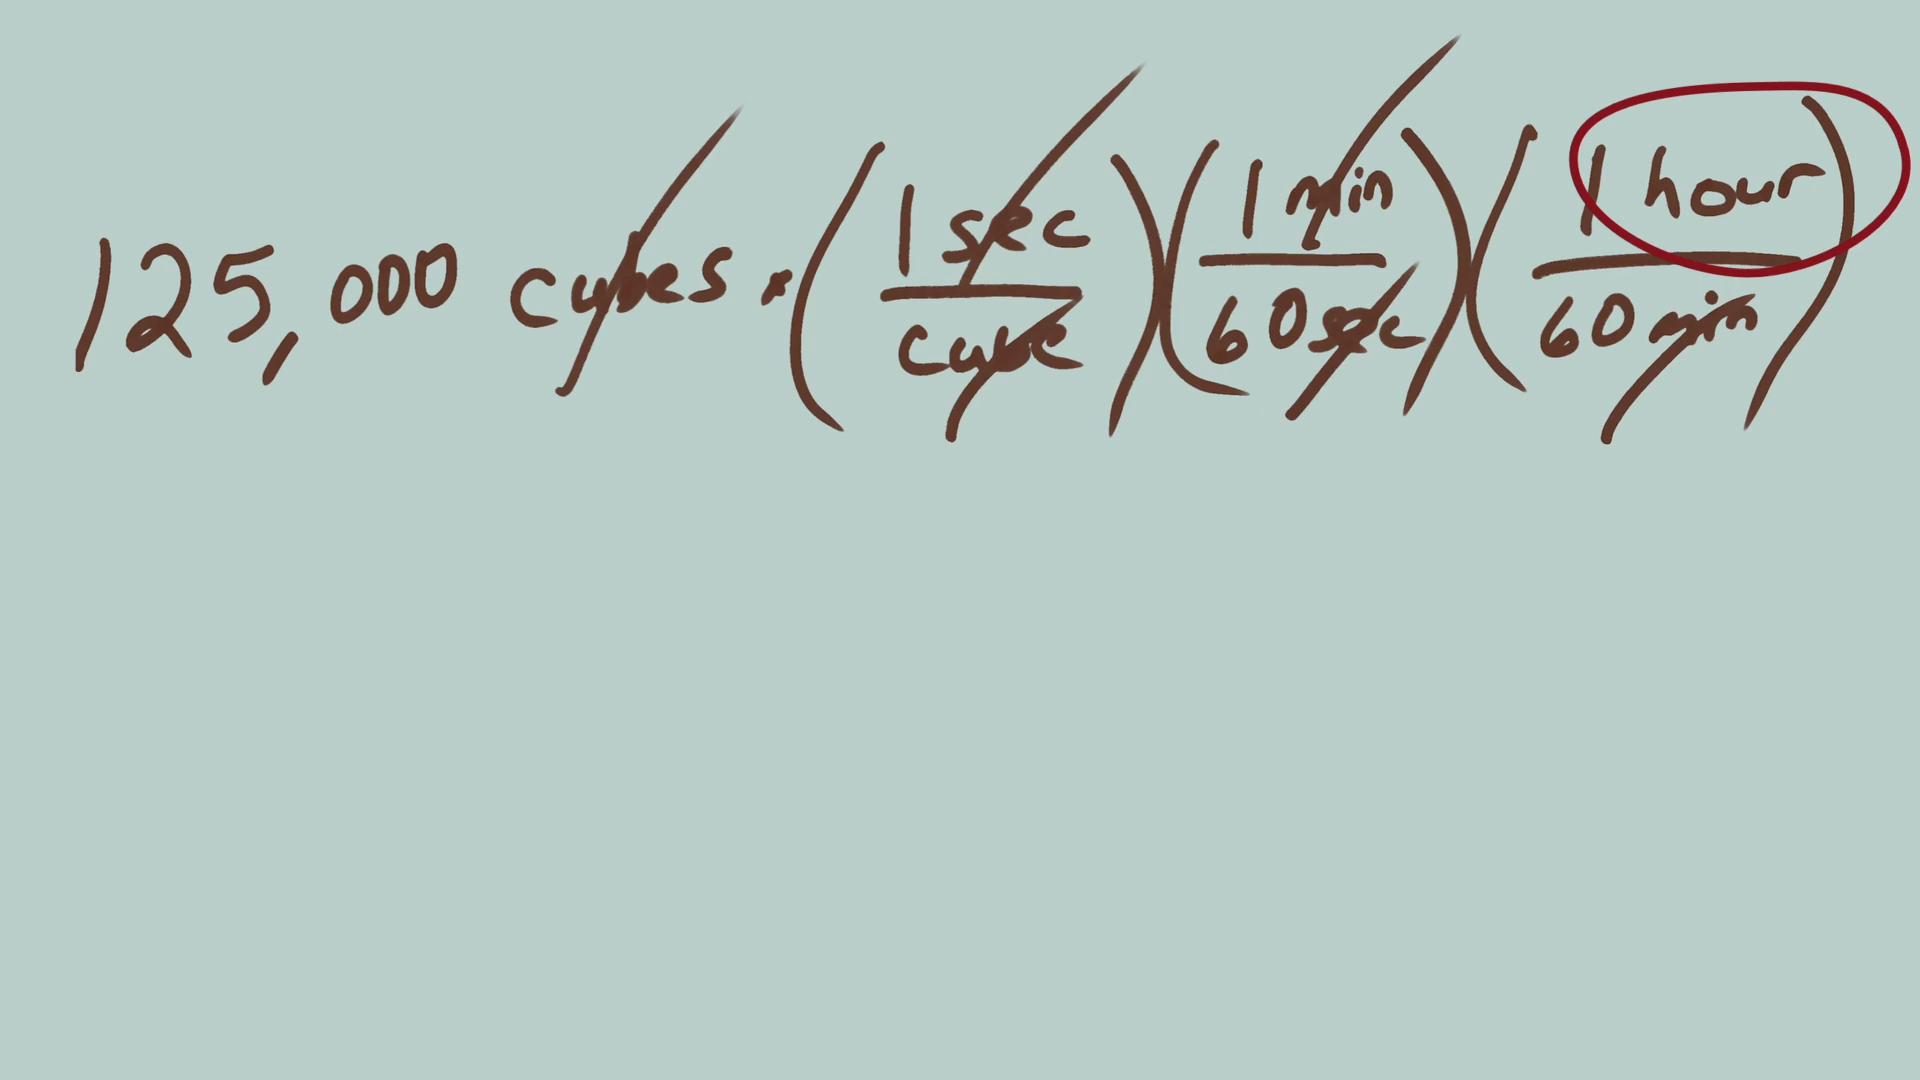 125,000 cubes • (1 sec / cube) (1 min / 60 sec) (1 hour / 60 min)